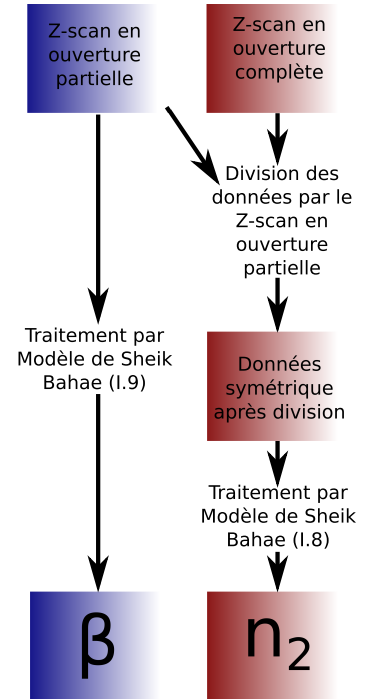 Z-scan en
ouverture
partielle
Z-scan en
ouverture
complète
Division des
données par le
Z-scan en
ouverture
partielle
Traitement par
Modèle de Sheik
Bahae (I.9)
Données
symétrique
après division
Traitement par
Modèle de Sheik
Bahae (I.8)
β
n₂